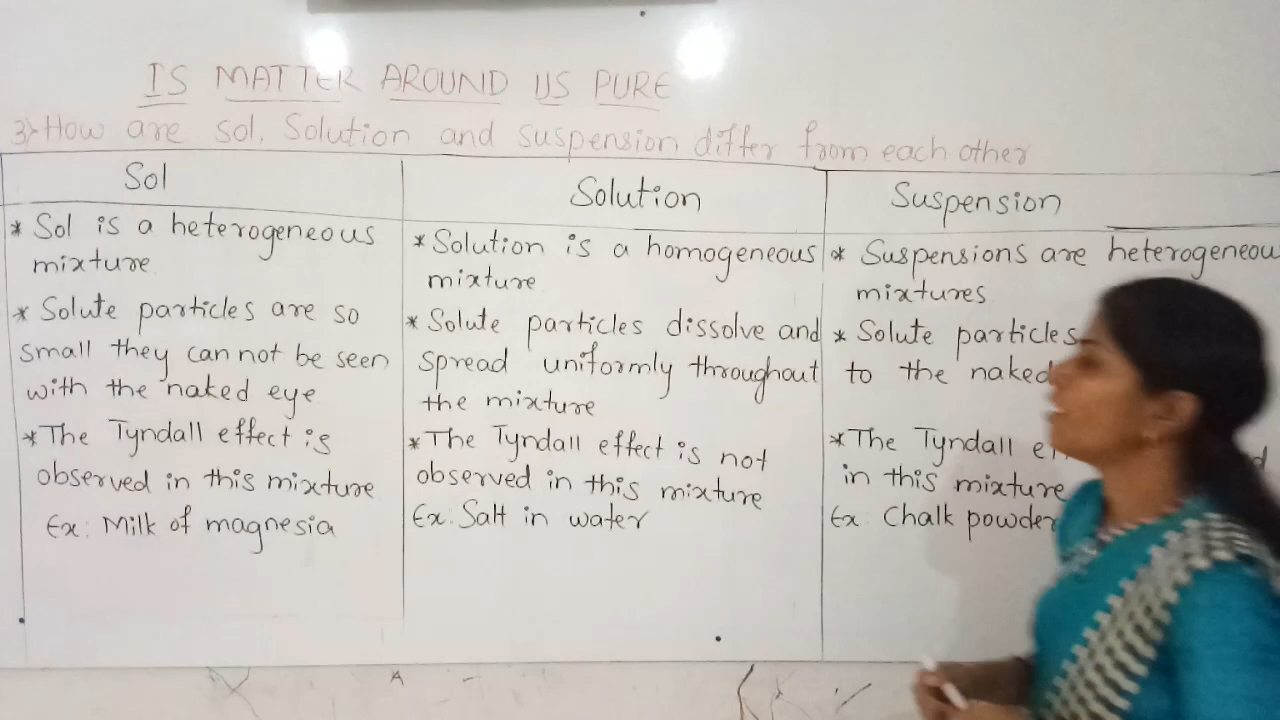 IS MATTER AROUND US PURE
3> How are sol, Solution and suspension differ from each other
Sol
* Sol is a heterogeneous
mixture
* Solute particles are so
small they can not be seen
with the naked eye
* The Tyndall effect is
observed in this mixture
Ex: Milk of magnesia
Solution
* Solution is a homogeneous
mixture
* Solute particles dissolve and
spread uniformly throughout
the mixture
* The Tyndall effect is not
observed in this mixture
Ex: Salt in water
Suspension
* Suspensions are heterogeneou
mixtures
* Solute particles
to the naked
* The Tyndall
in this mixture
Ex: Chalk powder